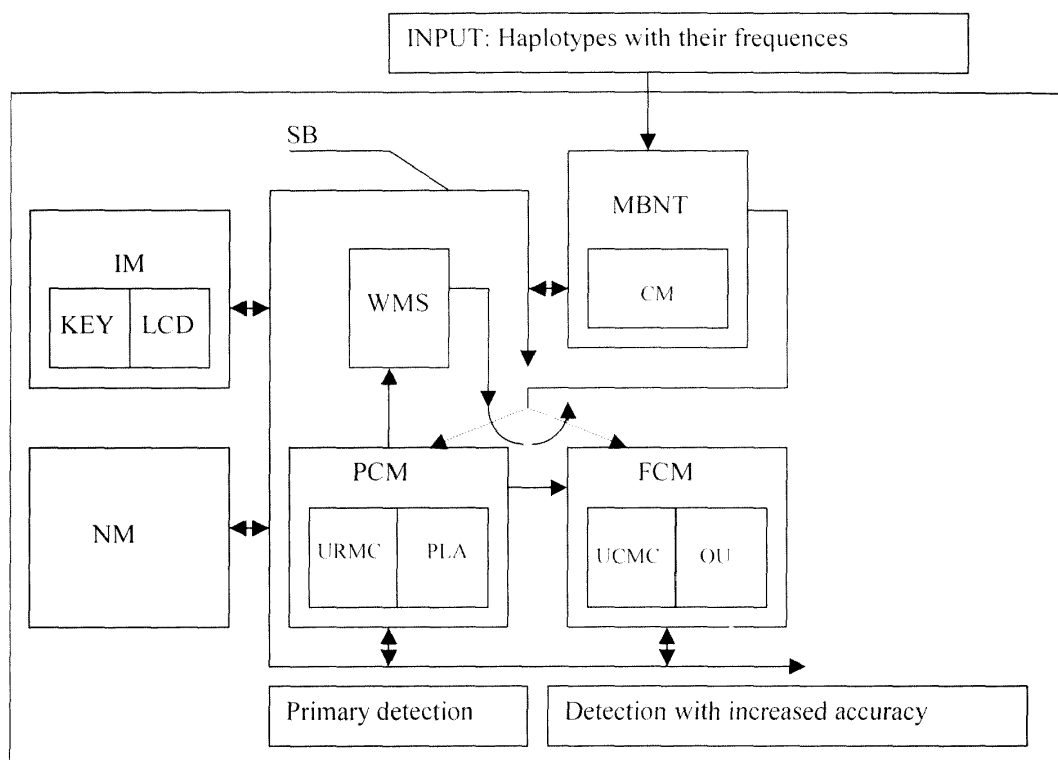 INPUT: Haplotypes with their frequences
SB
MBNT
CM
IM
KEY LCD
WMS
NM
PCM
URMC PLA
FCM
UCMC OU
Primary detection
Detection with increased accuracy